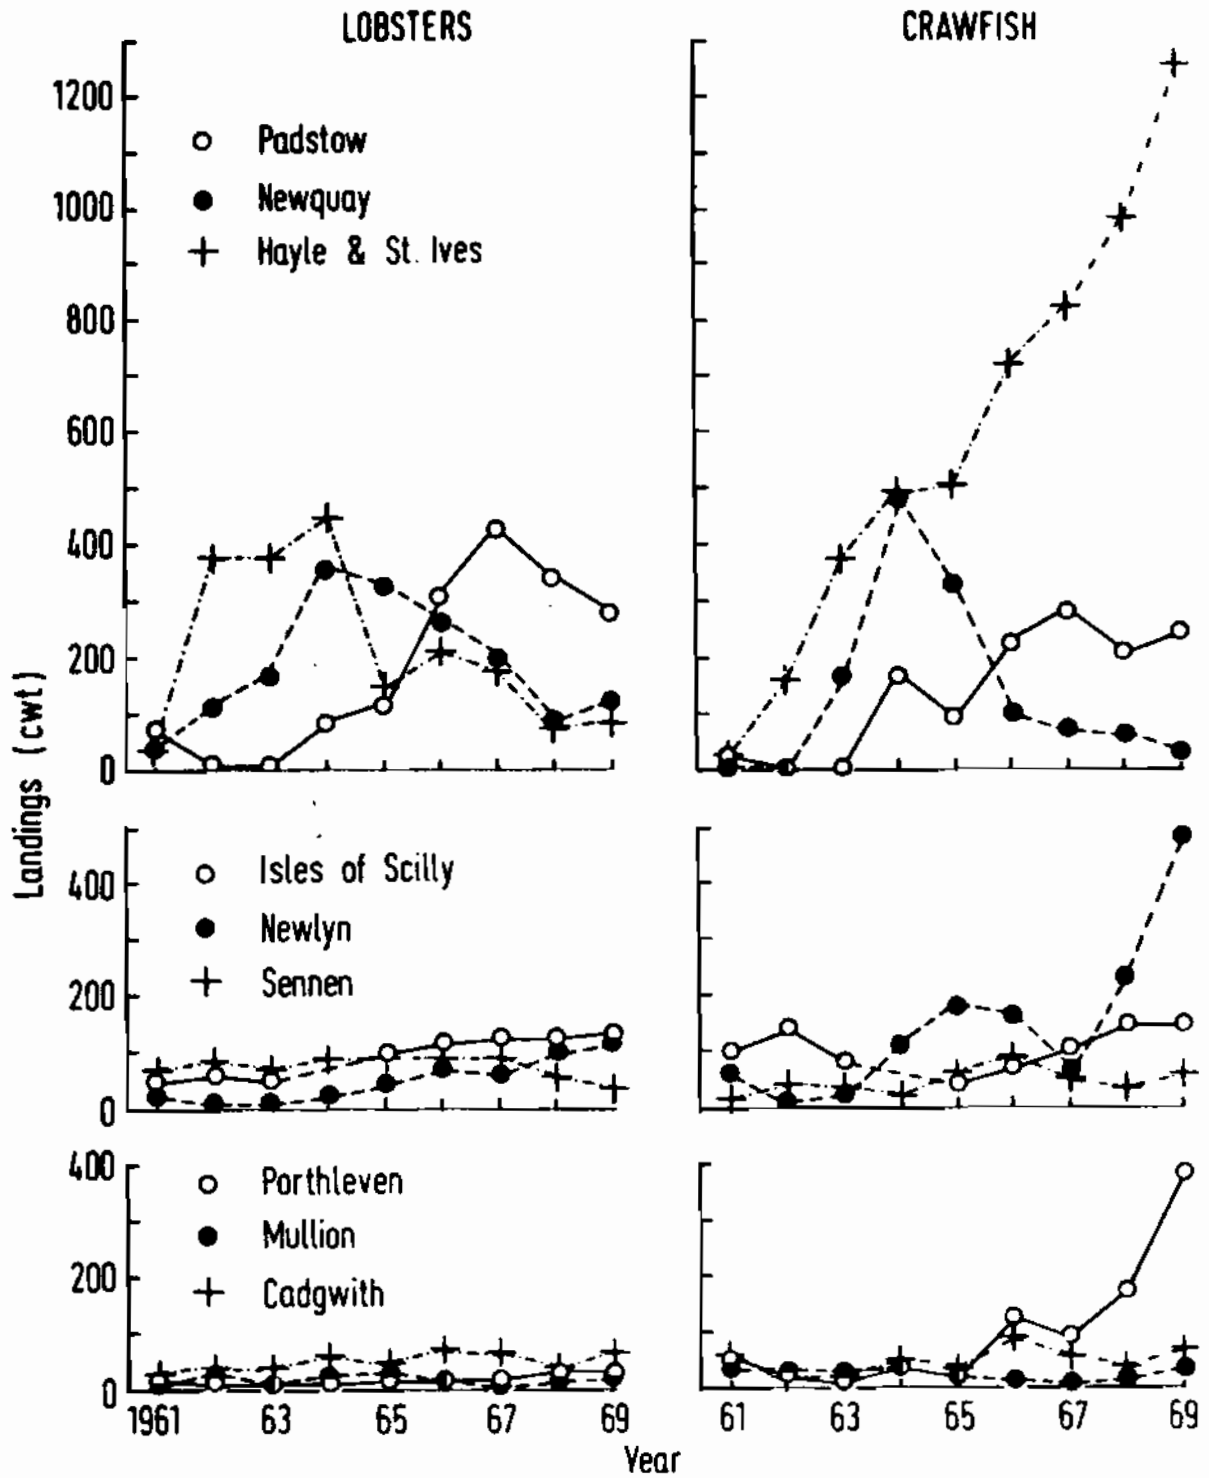 LOBSTERS
CRAWFISH
1200
1000
800
600
400
200
0
Padstow
Newquay
Hayle & St. Ives
Landings (cwt)
400
200
0
Isles of Scilly
Newlyn
Sennen
400
200
0
Porthleven
Mullion
Cadgwith
1961 63 65 67 69
61 63 65 67 69
Year